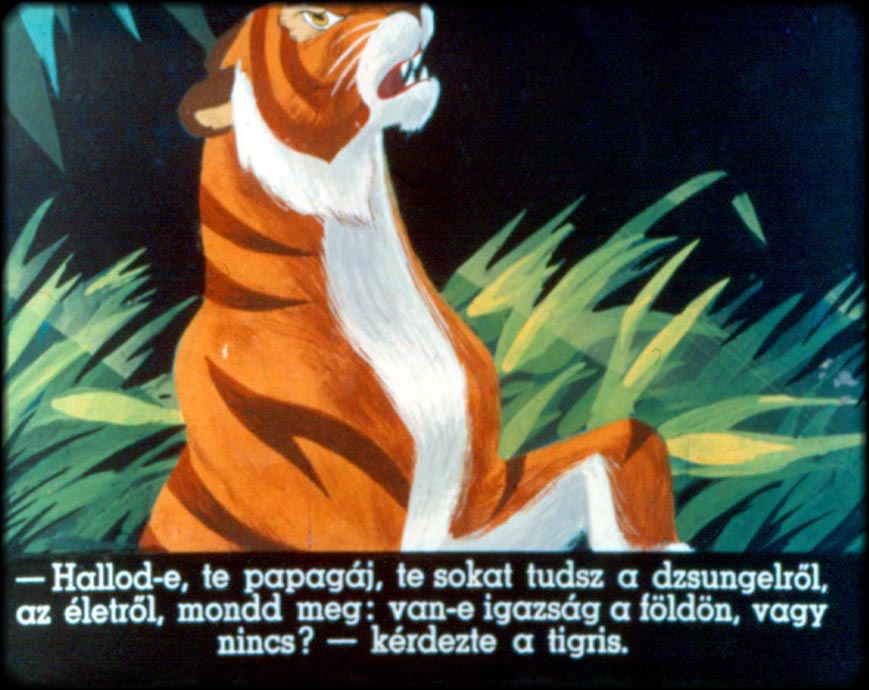 — Hallod-e, te papagáj, te sokat tudsz a dzsungelről,
az életről, mondd meg: van-e igazság a földön, vagy
nincs? — kérdezte a tigris.